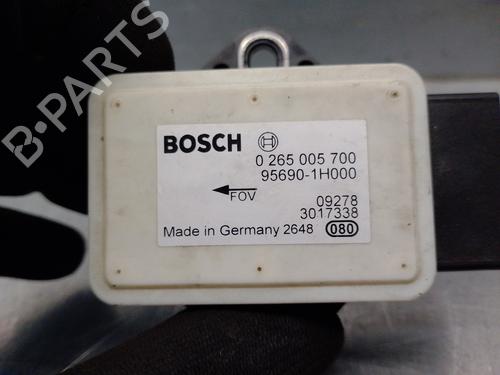 B-PARTS
BOSCH
0 265 005 700
95690-1H000
FOV
09278
3017338
Made in Germany 2648 080